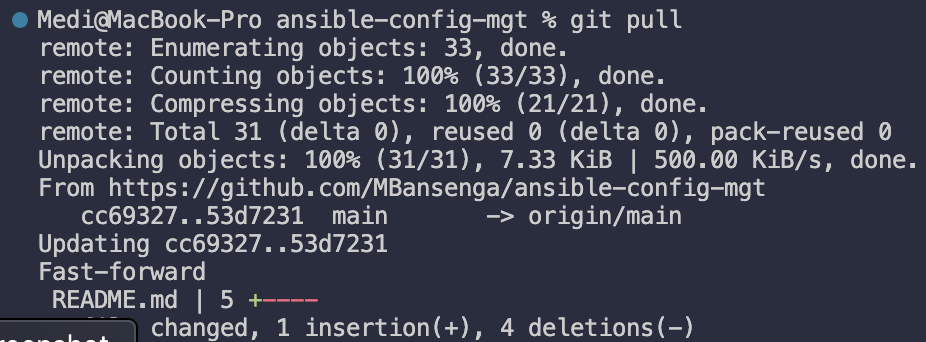 Medi@MacBook-Pro ansible-config-mgt % git pull
remote: Enumerating objects: 33, done.
remote: Counting objects: 100% (33/33), done.
remote: Compressing objects: 100% (21/21), done.
remote: Total 31 (delta 0), reused 0 (delta 0), pack-reused 0
Unpacking objects: 100% (31/31), 7.33 KiB | 500.00 KiB/s, done.
From https://github.com/MBansenga/ansible-config-mgt
   cc69327..53d7231  main       -> origin/main
Updating cc69327..53d7231
Fast-forward
 README.md | 5 +----
changed, 1 insertion(+), 4 deletions(-)